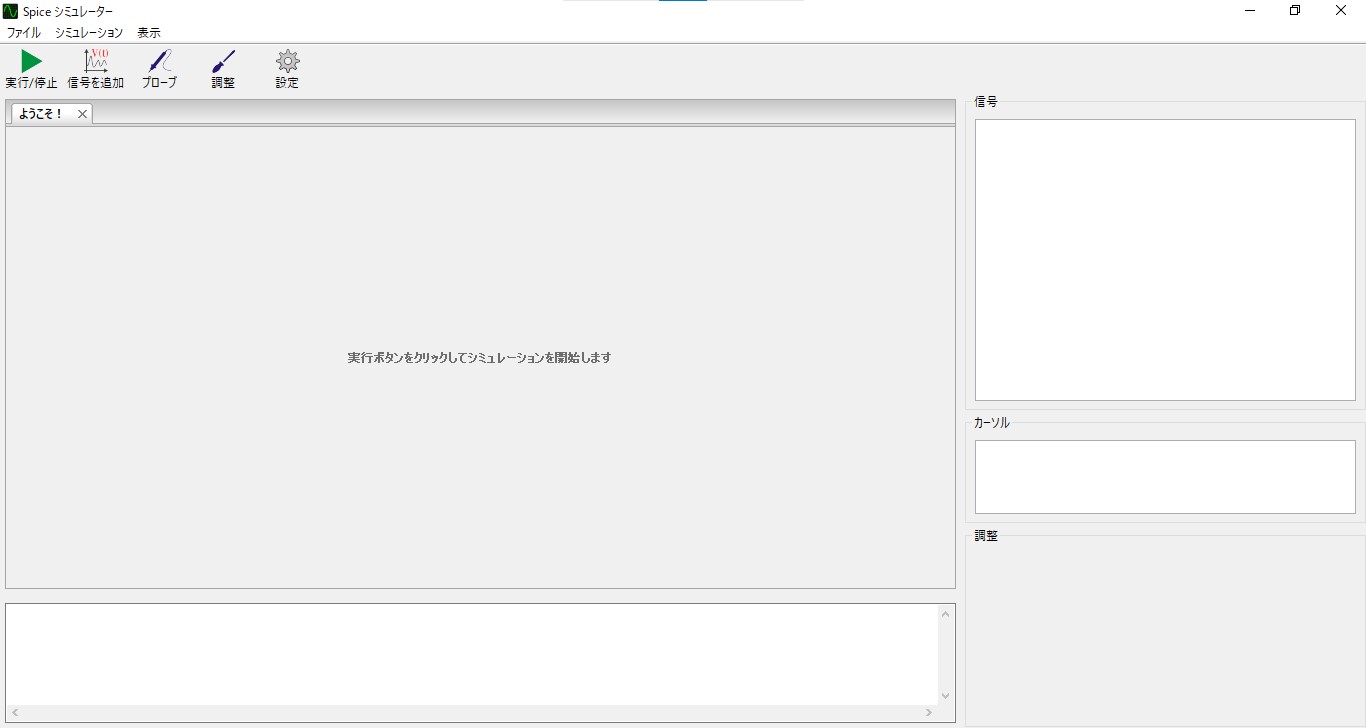 Spice シミュレーター
ファイル シミュレーション 表示
V(t)
実行/停止 信号を追加 プローブ 調整 設定
ようこそ！
信号
実行ボタンをクリックしてシミュレーションを開始します
カーソル
調整